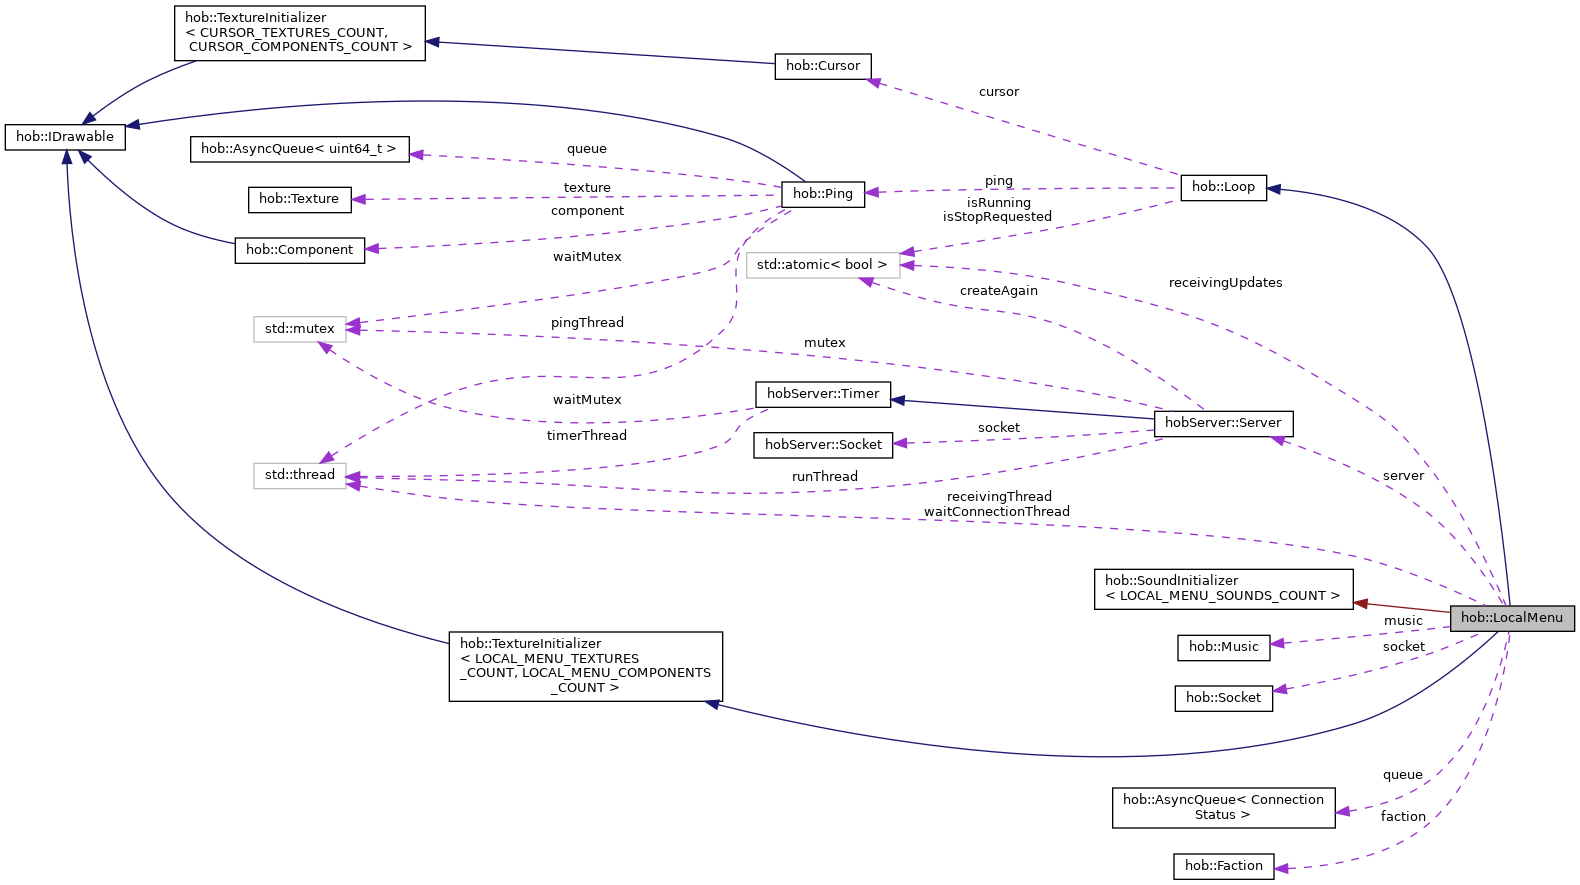 hob::TextureInitializer
< CURSOR_TEXTURES_COUNT,
CURSOR_COMPONENTS_COUNT >
hob::Cursor
cursor
hob::IDrawable
hob::AsyncQueue< uint64_t >
queue
hob::Texture
texture
hob::Ping
ping
hob::Loop
component
isRunning
isStopRequested
hob::Component
waitMutex
std::atomic< bool >
receivingUpdates
createAgain
std::mutex
pingThread
mutex
hobServer::Timer
waitMutex
hobServer::Server
timerThread
hobServer::Socket
socket
std::thread
runThread
server
receivingThread
waitConnectionThread
hob::SoundInitializer
< LOCAL_MENU_SOUNDS_COUNT >
hob::LocalMenu
music
hob::Music
socket
hob::TextureInitializer
< LOCAL_MENU_TEXTURES
_COUNT, LOCAL_MENU_COMPONENTS
_COUNT >
hob::Socket
queue
hob::AsyncQueue< Connection
Status >
faction
hob::Faction